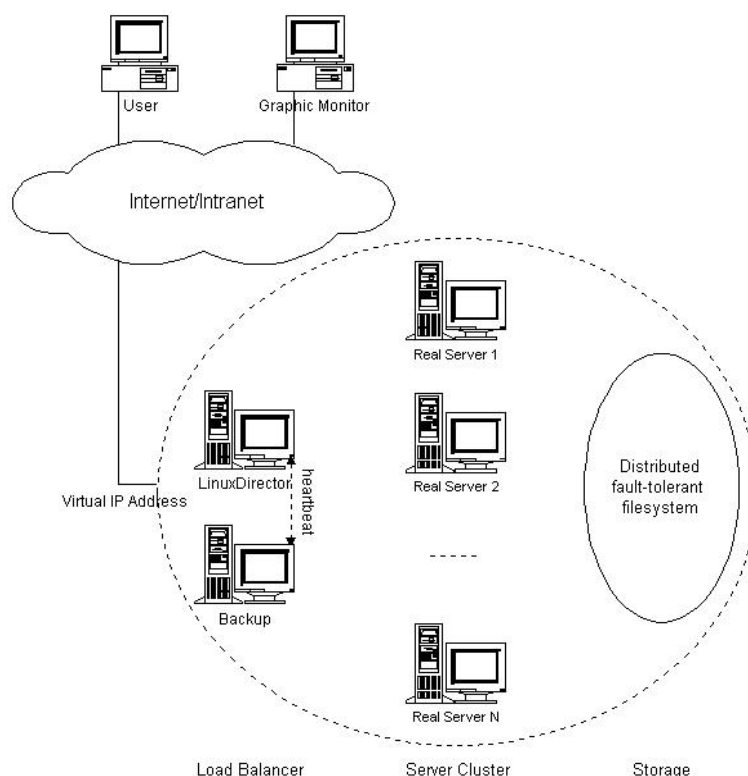 User
Graphic Monitor
Internet/Intranet
Real Server 1
LinuxDirector
heartbeat
Real Server 2
Virtual IP Address
Distributed
fault-tolerant
filesystem
Backup
Real Server N
Load Balancer
Server Cluster
Storage